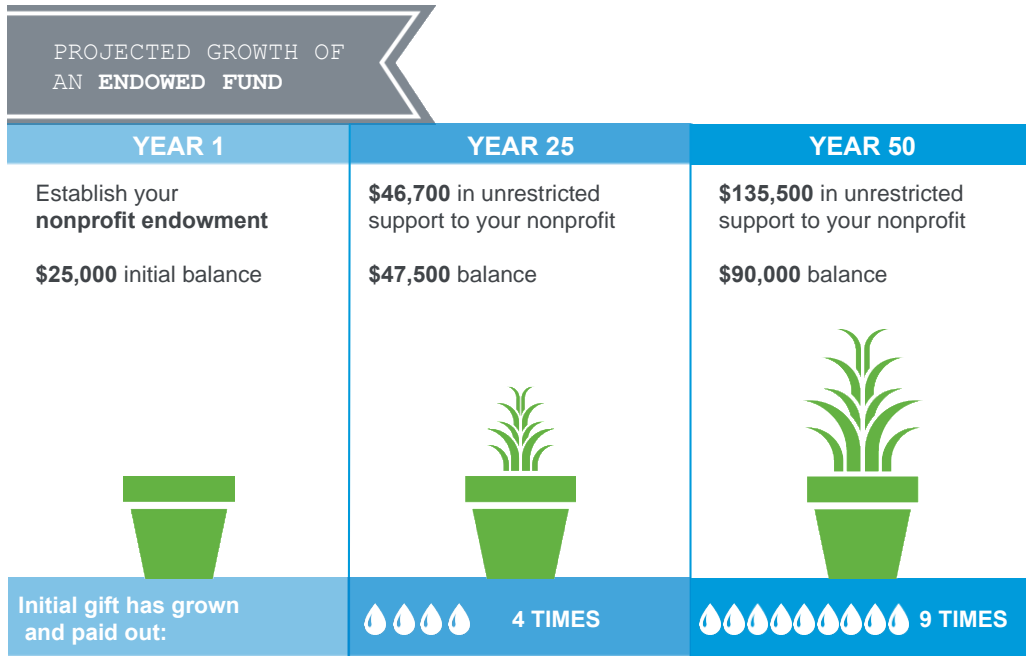 PROJECTED GROWTH OF
AN ENDOWED FUND
YEAR 1
Establish your
nonprofit endowment
$25,000 initial balance
YEAR 25
$46,700 in unrestricted
support to your nonprofit
$47,500 balance
YEAR 50
$135,500 in unrestricted
support to your nonprofit
$90,000 balance
Initial gift has grown
and paid out:
4 TIMES
9 TIMES